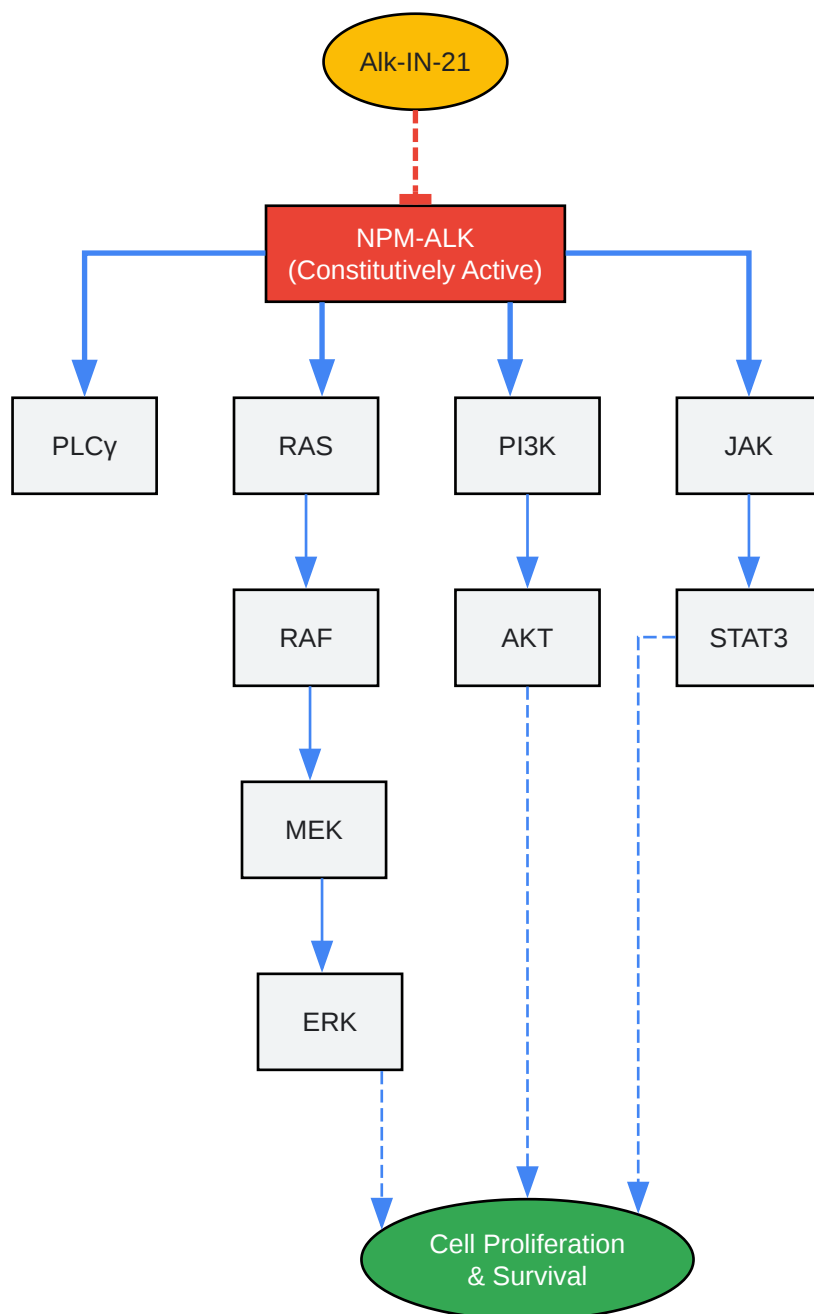 Alk-IN-21
NPM-ALK
(Constitutively Active)
PLCγ
RAS
PI3K
JAK
RAF
AKT
STAT3
MEK
ERK
Cell Proliferation
& Survival